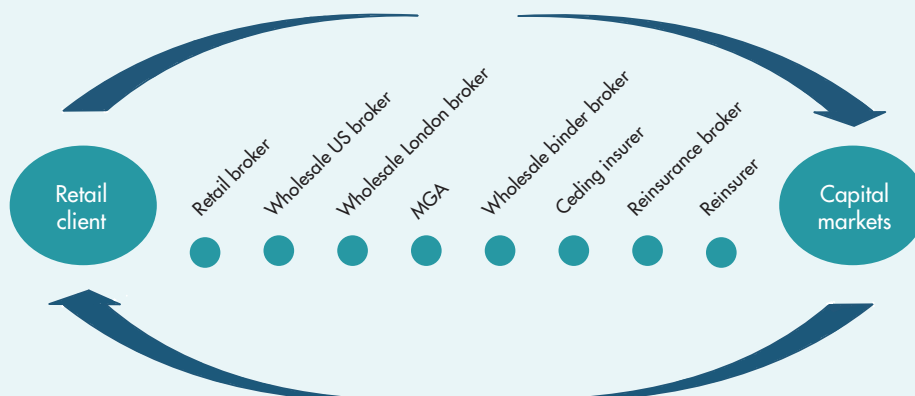 Retail
client
Retail broker
Wholesale US broker
Wholesale London broker
MGA
Wholesale binder broker
Ceding insurer
Reinsurance broker
Reinsurer
Capital
markets